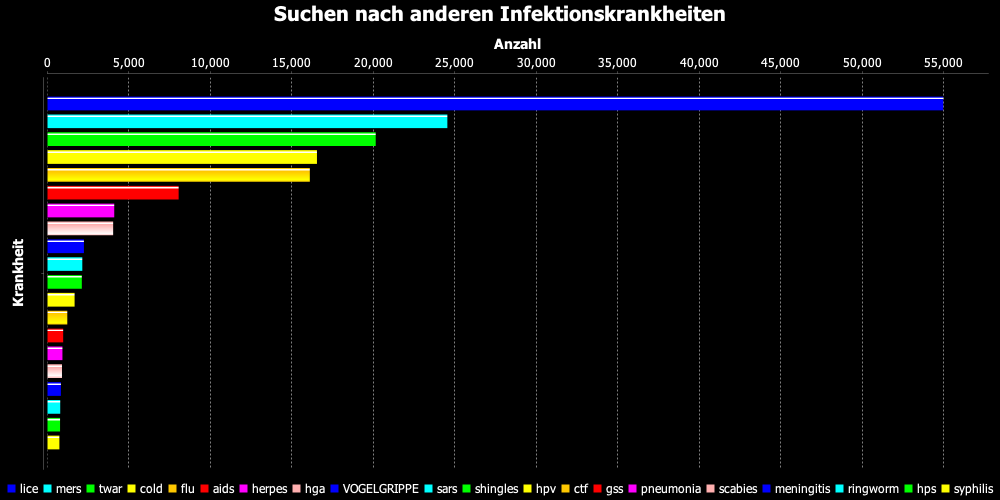 Suchen nach anderen Infektionskrankheiten
Anzahl
0 5,000 10,000 15,000 20,000 25,000 30,000 35,000 40,000 45,000 50,000 55,000
Krankheit
lice mers twar cold flu aids herpes hga VOGELGRIPPE sars shingles hpv ctf gss pneumonia scabies meningitis ringworm hps syphilis